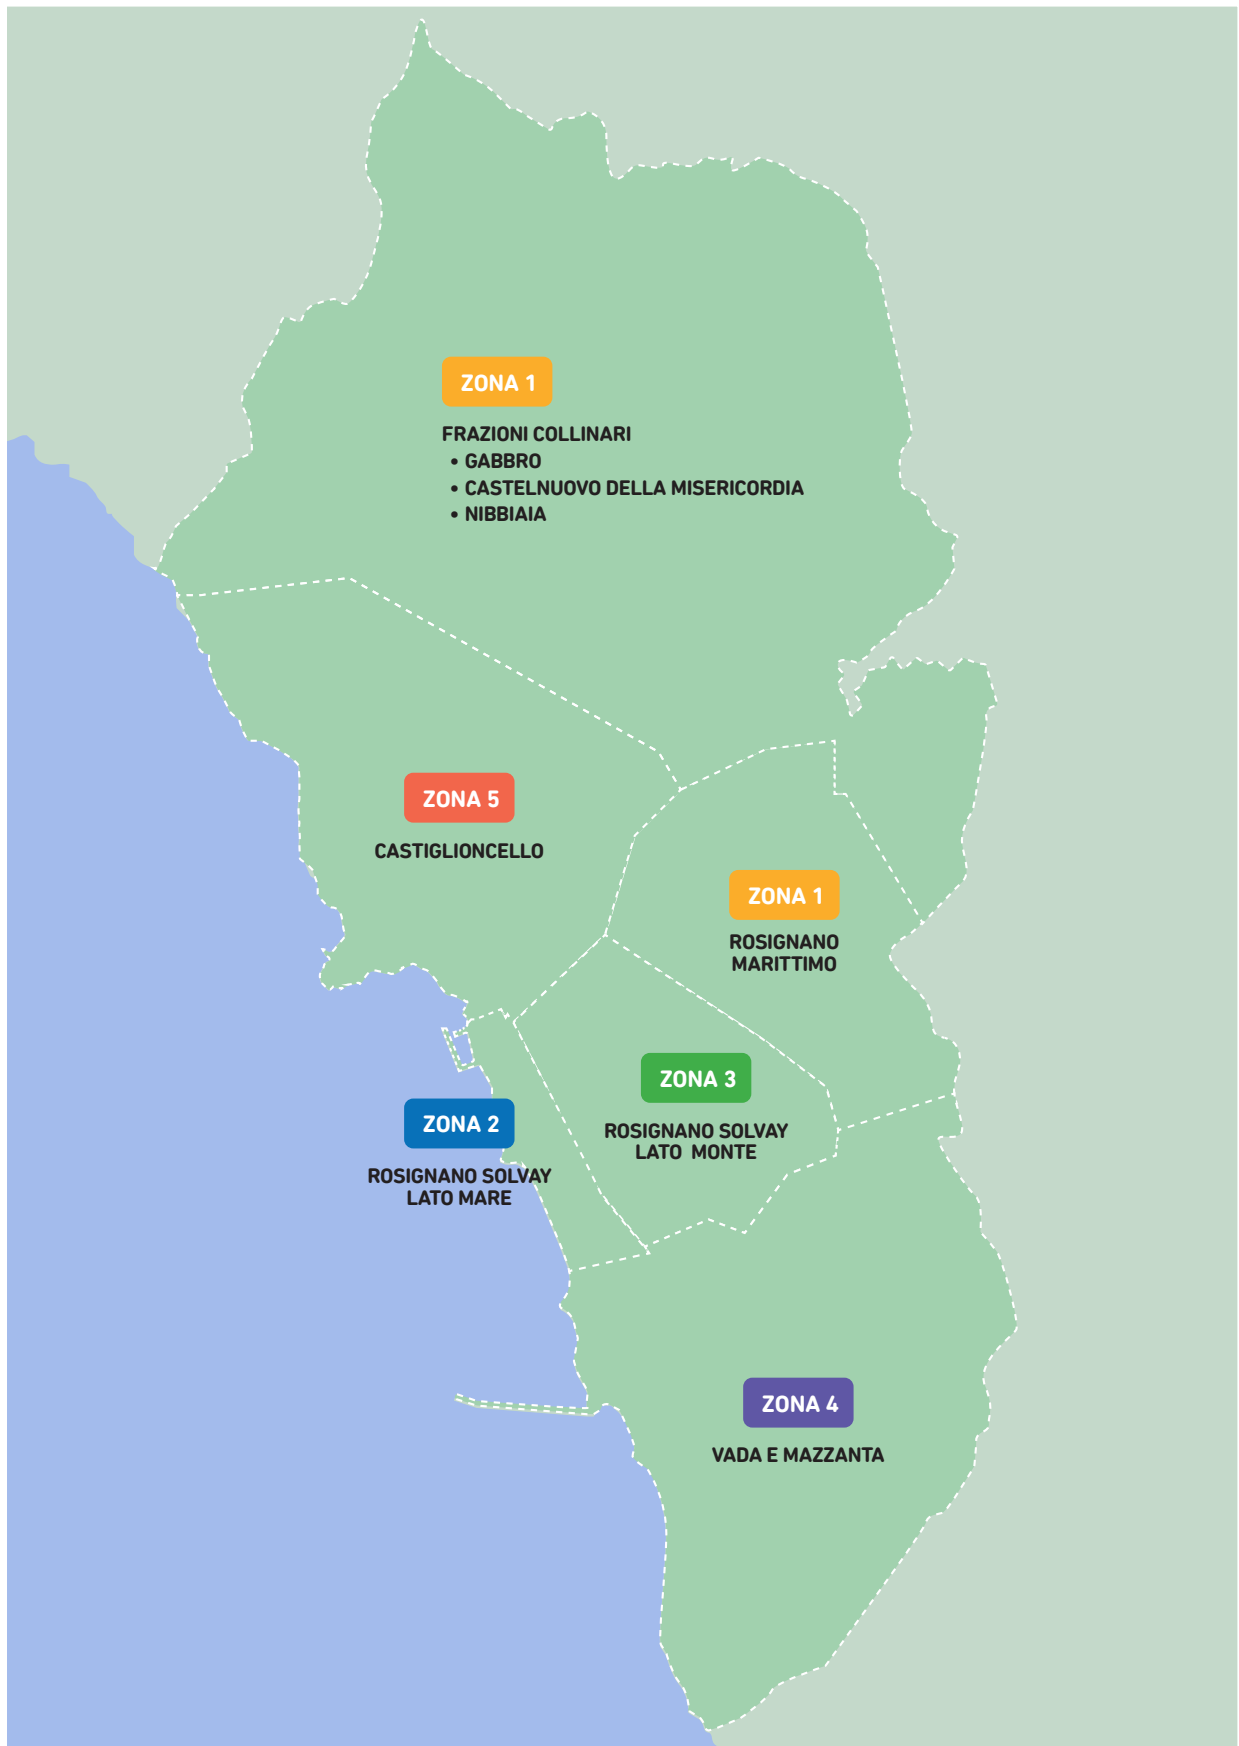 ZONA 1
FRAZIONI COLLINARI
• GABBRO
• CASTELNUOVO DELLA MISERICORDIA
• NIBBIAIA
ZONA 5
CASTIGLIONCELLO
ZONA 1
ROSIGNANO
MARITTIMO
ZONA 3
ROSIGNANO SOLVAY
LATO MONTE
ZONA 2
ROSIGNANO SOLVAY
LATO MARE
ZONA 4
VADA E MAZZANTA